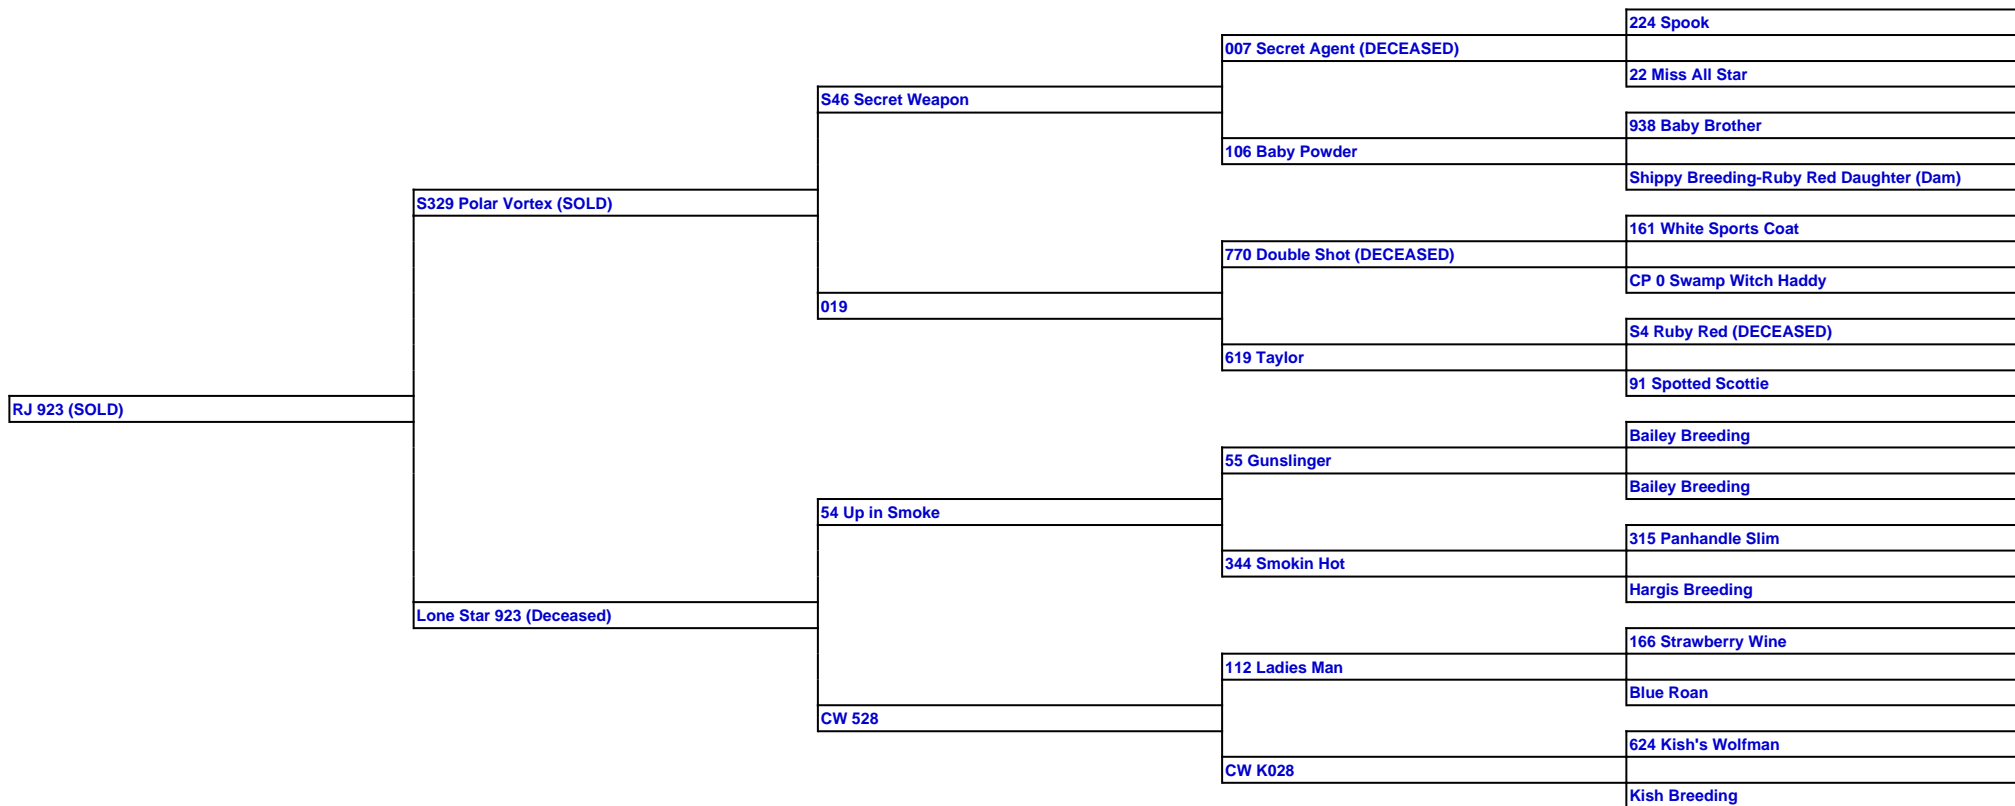 224 Spook
007 Secret Agent (DECEASED)
22 Miss All Star
S46 Secret Weapon
938 Baby Brother
106 Baby Powder
Shippy Breeding-Ruby Red Daughter (Dam)
S329 Polar Vortex (SOLD)
161 White Sports Coat
770 Double Shot (DECEASED)
CP 0 Swamp Witch Haddy
019
S4 Ruby Red (DECEASED)
619 Taylor
91 Spotted Scottie
RJ 923 (SOLD)
Bailey Breeding
55 Gunslinger
Bailey Breeding
54 Up in Smoke
315 Panhandle Slim
344 Smokin Hot
Hargis Breeding
Lone Star 923 (Deceased)
166 Strawberry Wine
112 Ladies Man
Blue Roan
CW 528
624 Kish's Wolfman
CW K028
Kish Breeding